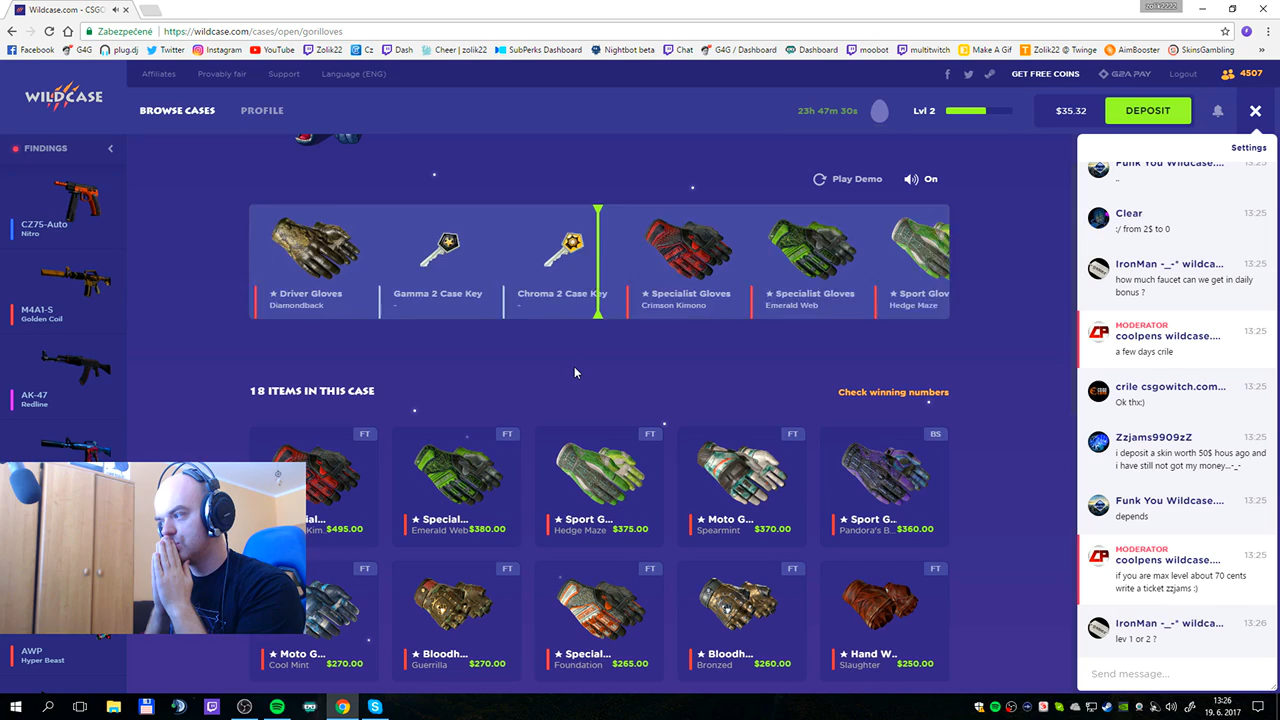 zolik2222
Wildcase.com - CSGO
Zabezpečené
https://wildcase.com/cases/open/gorilloves
Facebook
G4G
plug.dj
Twitter
Instagram
YouTube
Zolik22
Cz
Dash
Cheer | zolik22
SubPerks Dashboard
Nightbot beta
Chat
G4G / Dashboard
Dashboard
moobot
multitwitch
Make A Gif
Zolik22 @ Twinge
AimBooster
SkinsGambling
WILDCASE
Affiliates
Provably fair
Support
Language (ENG)
GET FREE COINS
G2A PAY
Logout
4507
BROWSE CASES
PROFILE
23h 47m 30s
Lvl 2
$35.32
DEPOSIT
FINDINGS
CZ75-Auto
Nitro
M4A1-S
Golden Coil
AK-47
Redline
AWP
Hyper Beast
Play Demo
On
★ Driver Gloves
Diamondback
Gamma 2 Case Key
-
Chroma 2 Case Key
-
★ Specialist Gloves
Crimson Kimono
★ Specialist Gloves
Emerald Web
★ Sport Glov
Hedge Maze
18 ITEMS IN THIS CASE
Check winning numbers
FT
$495.00
FT
★ Special...
Emerald Web
$380.00
FT
★ Sport G...
Hedge Maze
$375.00
FT
★ Moto G...
Spearmint
$370.00
BS
★ Sport G...
Pandora's B...
$360.00
FT
★ Moto G...
Cool Mint
$270.00
FT
★ Bloodh...
Guerrilla
$270.00
FT
★ Special...
Foundation
$265.00
FT
★ Bloodh...
Bronzed
$260.00
FT
★ Hand W...
Slaughter
$250.00
Settings
Funk You Wildcase....
13:25
..
Clear
13:25
:/ from 2$ to 0
IronMan -_-* wildca...
13:25
how much faucet can we get in daily
bonus ?
MODERATOR
coolpens wildcase....
13:25
a few days crile
crile csgowitch.com...
13:25
Ok thx:)
Zzjams9909zZ
13:25
i deposit a skin worth 50$ hous ago and
i have still not got my money...-_-
Funk You Wildcase....
13:25
depends
MODERATOR
coolpens wildcase....
13:25
if you are max level about 70 cents
write a ticket zzjams :)
IronMan -_-* wildca...
13:26
lev 1 or 2 ?
Send message...
13:26
19. 6. 2017